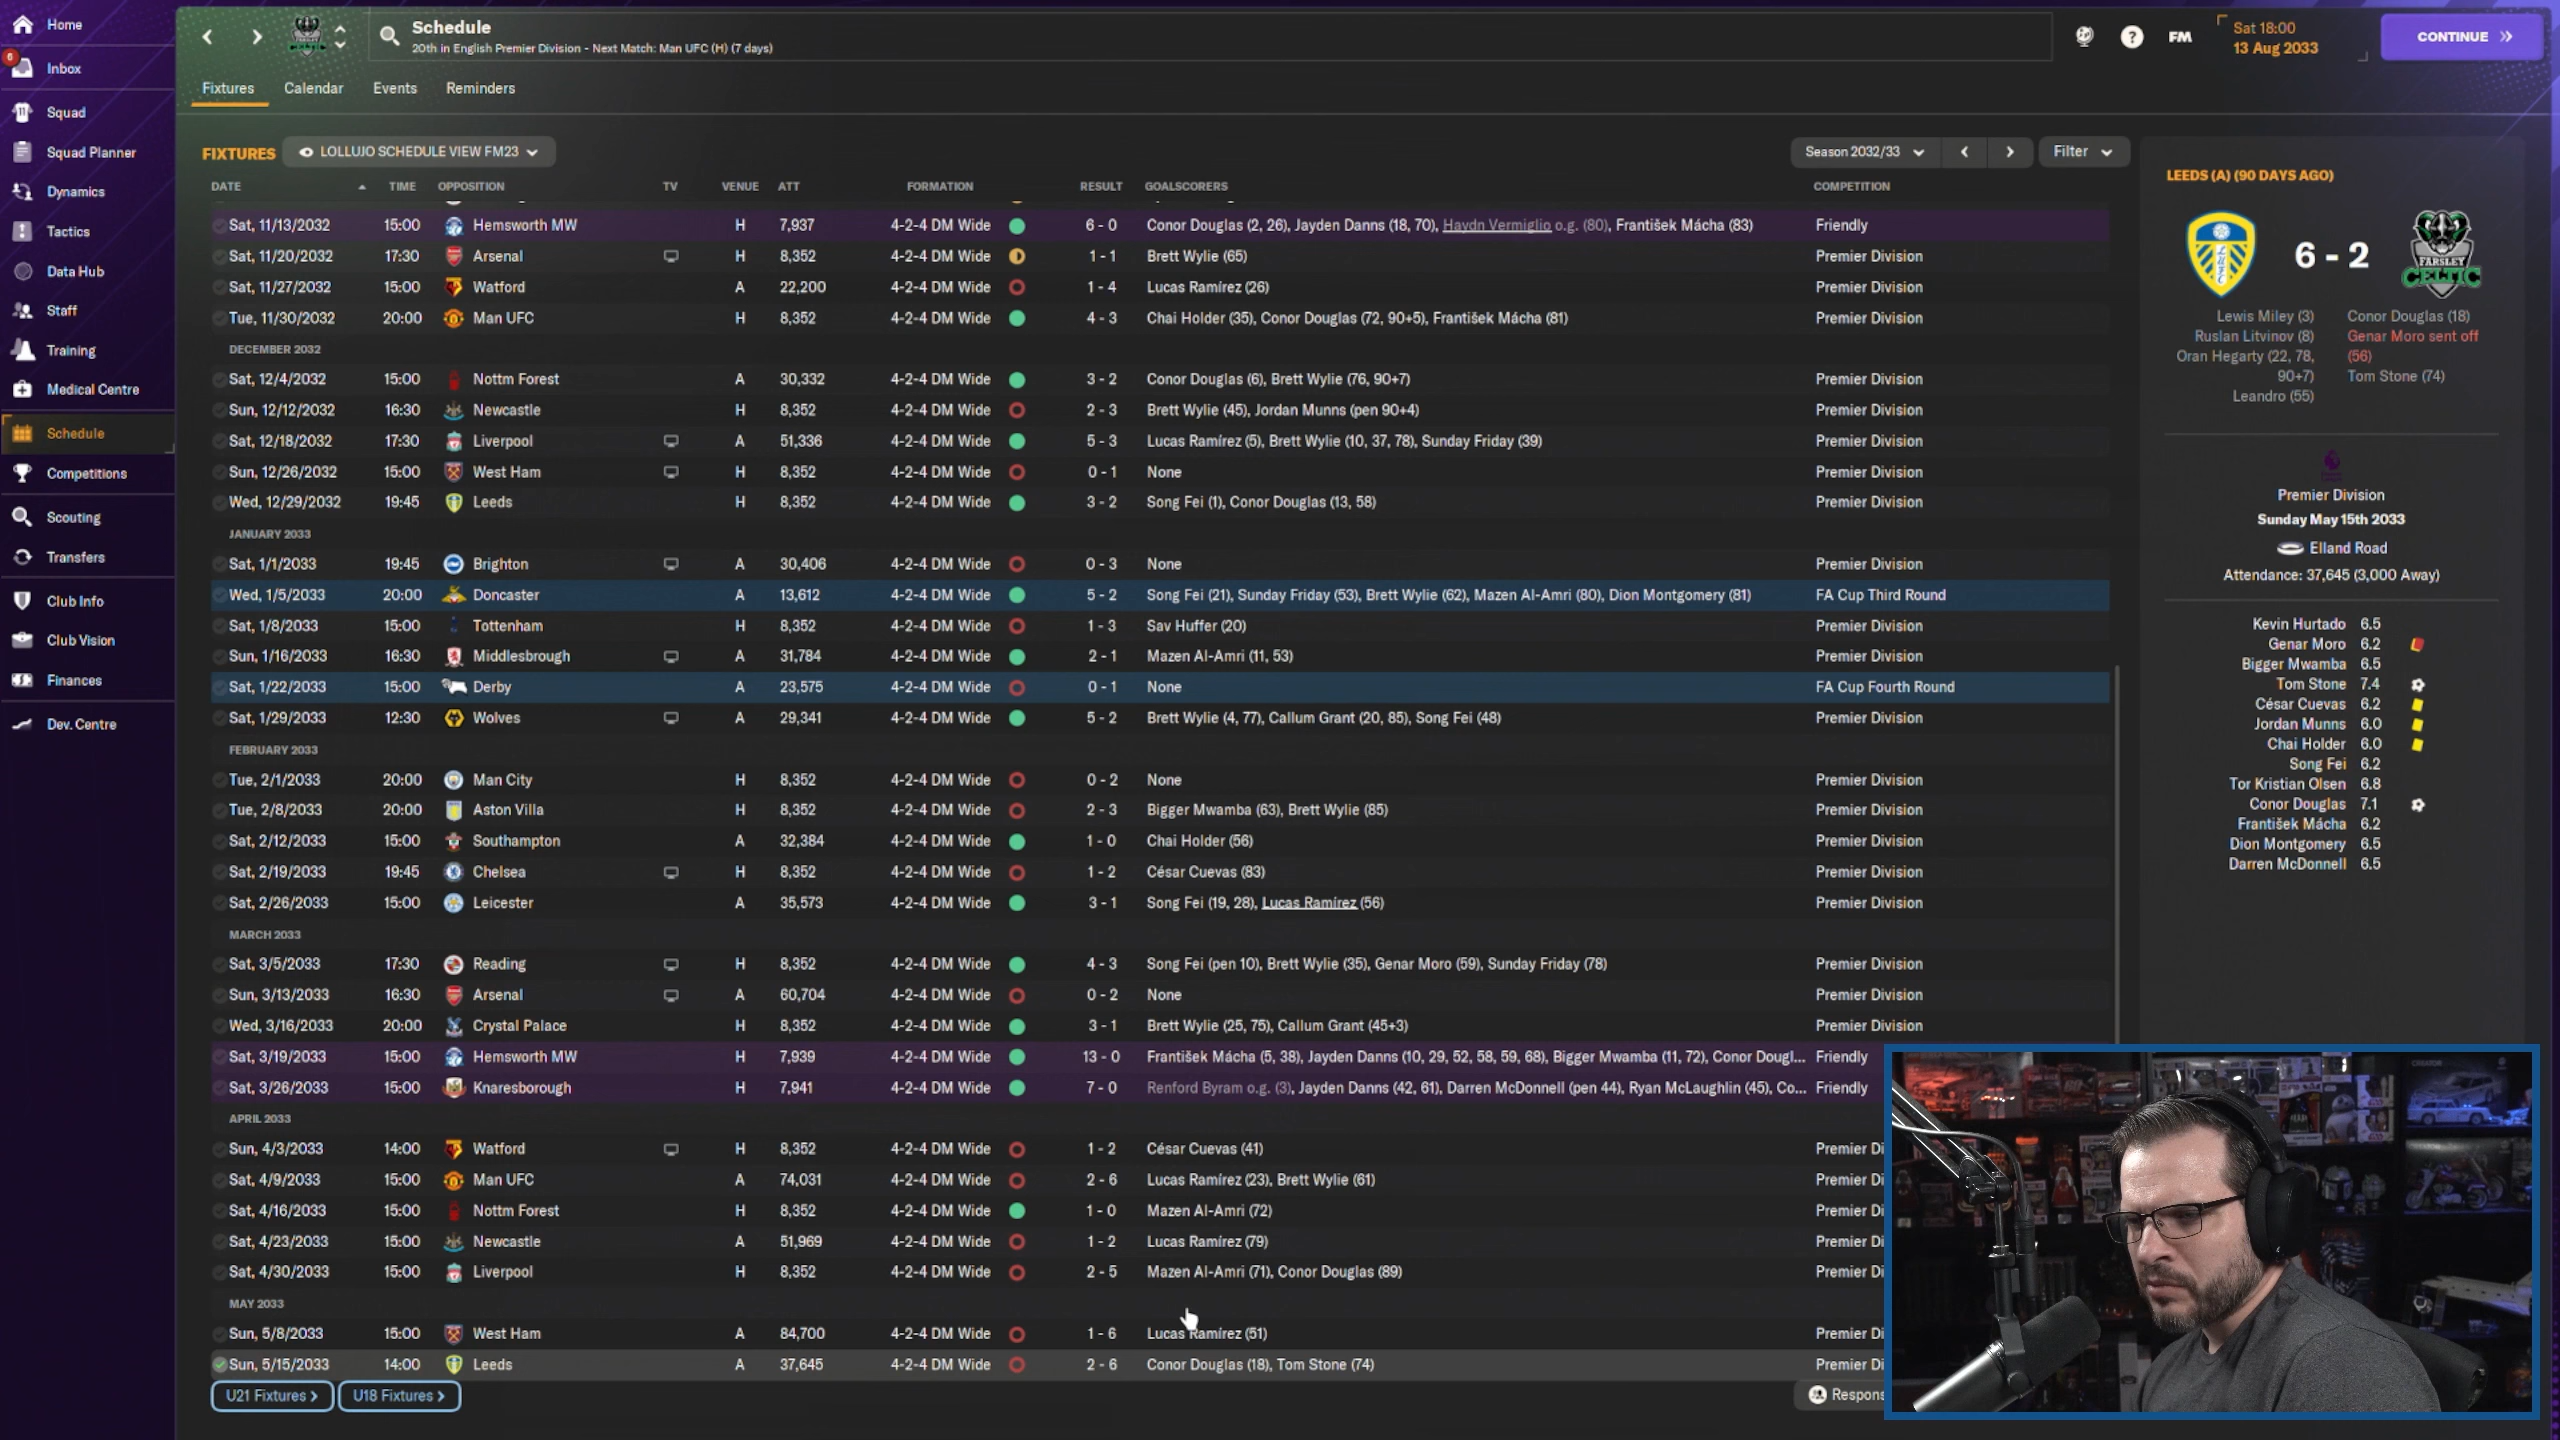 Home
Inbox
6
Squad
Squad Planner
Dynamics
Tactics
Data Hub
Staff
Training
Medical Centre
Schedule
Competitions
Scouting
Transfers
Club Info
Club Vision
Finances
Dev. Centre
Schedule
20th in English Premier Division - Next Match: Man UFC (H) (7 days)
FM
Sat 18:00
13 Aug 2033
CONTINUE
Fixtures Calendar Events Reminders
FIXTURES LOLLUJO SCHEDULE VIEW FM23 Season 2032/33 Filter
DATE TIME OPPOSITION TV VENUE ATT FORMATION RESULT GOALSCORERS COMPETITION
Sat, 11/13/2032 15:00 Hemsworth MW H 7,937 4-2-4 DM Wide 6 - 0 Conor Douglas (2, 26), Jayden Danns (18, 70), Haydn Vermiglio o.g. (80), František Mácha (83) Friendly
Sat, 11/20/2032 17:30 Arsenal H 8,352 4-2-4 DM Wide 1 - 1 Brett Wylie (65) Premier Division
Sat, 11/27/2032 15:00 Watford A 22,200 4-2-4 DM Wide 1 - 4 Lucas Ramírez (26) Premier Division
Tue, 11/30/2032 20:00 Man UFC H 8,352 4-2-4 DM Wide 4 - 3 Chai Holder (35), Conor Douglas (72, 90+5), František Mácha (81) Premier Division
DECEMBER 2032
Sat, 12/4/2032 15:00 Nottm Forest A 30,332 4-2-4 DM Wide 3 - 2 Conor Douglas (6), Brett Wylie (76, 90+7) Premier Division
Sun, 12/12/2032 16:30 Newcastle H 8,352 4-2-4 DM Wide 2 - 3 Brett Wylie (45), Jordan Munns (pen 90+4) Premier Division
Sat, 12/18/2032 17:30 Liverpool A 51,336 4-2-4 DM Wide 5 - 3 Lucas Ramírez (5), Brett Wylie (10, 37, 78), Sunday Friday (39) Premier Division
Sun, 12/26/2032 15:00 West Ham H 8,352 4-2-4 DM Wide 0 - 1 None Premier Division
Wed, 12/29/2032 19:45 Leeds H 8,352 4-2-4 DM Wide 3 - 2 Song Fei (1), Conor Douglas (13, 58) Premier Division
JANUARY 2033
Sat, 1/1/2033 19:45 Brighton A 30,406 4-2-4 DM Wide 0 - 3 None Premier Division
Wed, 1/5/2033 20:00 Doncaster A 13,612 4-2-4 DM Wide 5 - 2 Song Fei (21), Sunday Friday (53), Brett Wylie (62), Mazen Al-Amri (80), Dion Montgomery (81) FA Cup Third Round
Sat, 1/8/2033 15:00 Tottenham H 8,352 4-2-4 DM Wide 1 - 3 Sav Huffer (20) Premier Division
Sun, 1/16/2033 16:30 Middlesbrough A 31,784 4-2-4 DM Wide 2 - 1 Mazen Al-Amri (11, 53) Premier Division
Sat, 1/22/2033 15:00 Derby A 23,575 4-2-4 DM Wide 0 - 1 None FA Cup Fourth Round
Sat, 1/29/2033 12:30 Wolves A 29,341 4-2-4 DM Wide 5 - 2 Brett Wylie (4, 77), Callum Grant (20, 85), Song Fei (48) Premier Division
FEBRUARY 2033
Tue, 2/1/2033 20:00 Man City H 8,352 4-2-4 DM Wide 0 - 2 None Premier Division
Tue, 2/8/2033 20:00 Aston Villa H 8,352 4-2-4 DM Wide 2 - 3 Bigger Mwamba (63), Brett Wylie (85) Premier Division
Sat, 2/12/2033 15:00 Southampton A 32,384 4-2-4 DM Wide 1 - 0 Chai Holder (56) Premier Division
Sat, 2/19/2033 19:45 Chelsea H 8,352 4-2-4 DM Wide 1 - 2 César Cuevas (83) Premier Division
Sat, 2/26/2033 15:00 Leicester A 35,573 4-2-4 DM Wide 3 - 1 Song Fei (19, 28), Lucas Ramírez (56) Premier Division
MARCH 2033
Sat, 3/5/2033 17:30 Reading H 8,352 4-2-4 DM Wide 4 - 3 Song Fei (pen 10), Brett Wylie (35), Genar Moro (59), Sunday Friday (78) Premier Division
Sun, 3/13/2033 16:30 Arsenal A 60,704 4-2-4 DM Wide 0 - 2 None Premier Division
Wed, 3/16/2033 20:00 Crystal Palace H 8,352 4-2-4 DM Wide 3 - 1 Brett Wylie (25, 75), Callum Grant (45+3) Premier Division
Sat, 3/19/2033 15:00 Hemsworth MW H 7,939 4-2-4 DM Wide 13 - 0 František Mácha (5, 38), Jayden Danns (10, 29, 52, 58, 59, 68), Bigger Mwamba (11, 72), Conor Dougl... Friendly
Sat, 3/26/2033 15:00 Knaresborough H 7,941 4-2-4 DM Wide 7 - 0 Renford Byram o.g. (3), Jayden Danns (42, 61), Darren McDonnell (pen 44), Ryan McLaughlin (45), Co... Friendly
APRIL 2033
Sun, 4/3/2033 14:00 Watford H 8,352 4-2-4 DM Wide 1 - 2 César Cuevas (41) Premier Di
Sat, 4/9/2033 15:00 Man UFC A 74,031 4-2-4 DM Wide 2 - 6 Lucas Ramírez (23), Brett Wylie (61) Premier Di
Sat, 4/16/2033 15:00 Nottm Forest H 8,352 4-2-4 DM Wide 1 - 0 Mazen Al-Amri (72) Premier Di
Sat, 4/23/2033 15:00 Newcastle A 51,969 4-2-4 DM Wide 1 - 2 Lucas Ramírez (79) Premier Di
Sat, 4/30/2033 15:00 Liverpool H 8,352 4-2-4 DM Wide 2 - 5 Mazen Al-Amri (71), Conor Douglas (89) Premier Di
MAY 2033
Sun, 5/8/2033 15:00 West Ham A 84,700 4-2-4 DM Wide 1 - 6 Lucas Ramírez (51) Premier Di
Sun, 5/15/2033 14:00 Leeds A 37,645 4-2-4 DM Wide 2 - 6 Conor Douglas (18), Tom Stone (74) Premier Di
U21 Fixtures > U18 Fixtures > Respons
LEEDS (A) (90 DAYS AGO)
6 - 2
FARSLEY
CELTIC
Lewis Miley (3)
Ruslan Litvinov (8)
Oran Hegarty (22, 78,
90+7)
Leandro (55)
Conor Douglas (18)
Genar Moro sent off
(56)
Tom Stone (74)
Premier Division
Sunday May 15th 2033
Elland Road
Attendance: 37,645 (3,000 Away)
Kevin Hurtado 6.5
Genar Moro 6.2
Bigger Mwamba 6.5
Tom Stone 7.4
César Cuevas 6.2
Jordan Munns 6.0
Chai Holder 6.0
Song Fei 6.2
Tor Kristian Olsen 6.8
Conor Douglas 7.1
František Mácha 6.2
Dion Montgomery 6.5
Darren McDonnell 6.5